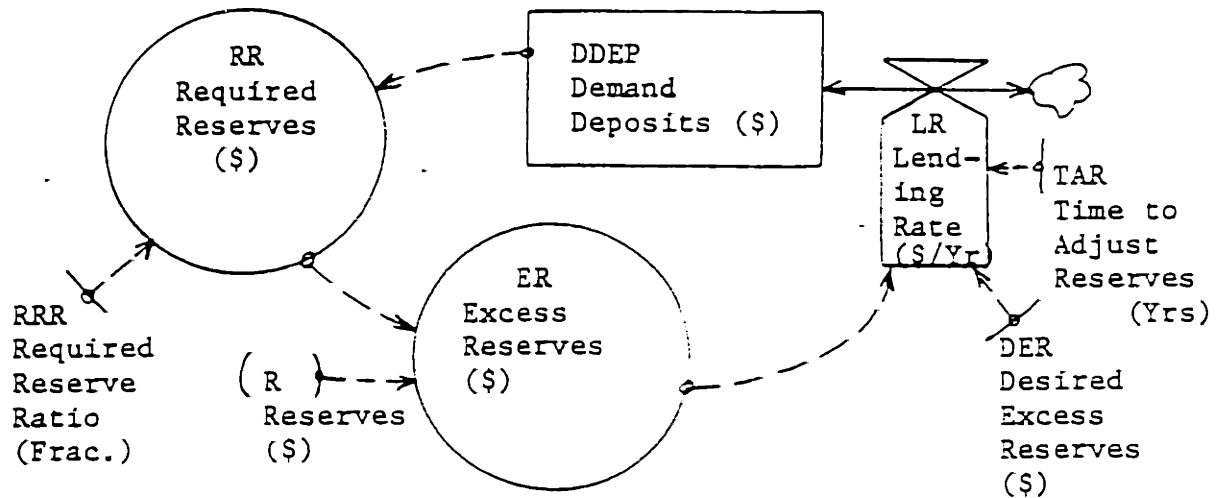 RR
Required
Reserves
($)
DDEP
Demand
Deposits ($)
LR
Lend-
ing
Rate
($/Yr)
TAR
Time to
Adjust
Reserves
(Yrs)
RRR
Required
Reserve
Ratio
(Frac.)
( R )
Reserves
($)
ER
Excess
Reserves
($)
DER
Desired
Excess
Reserves
($)